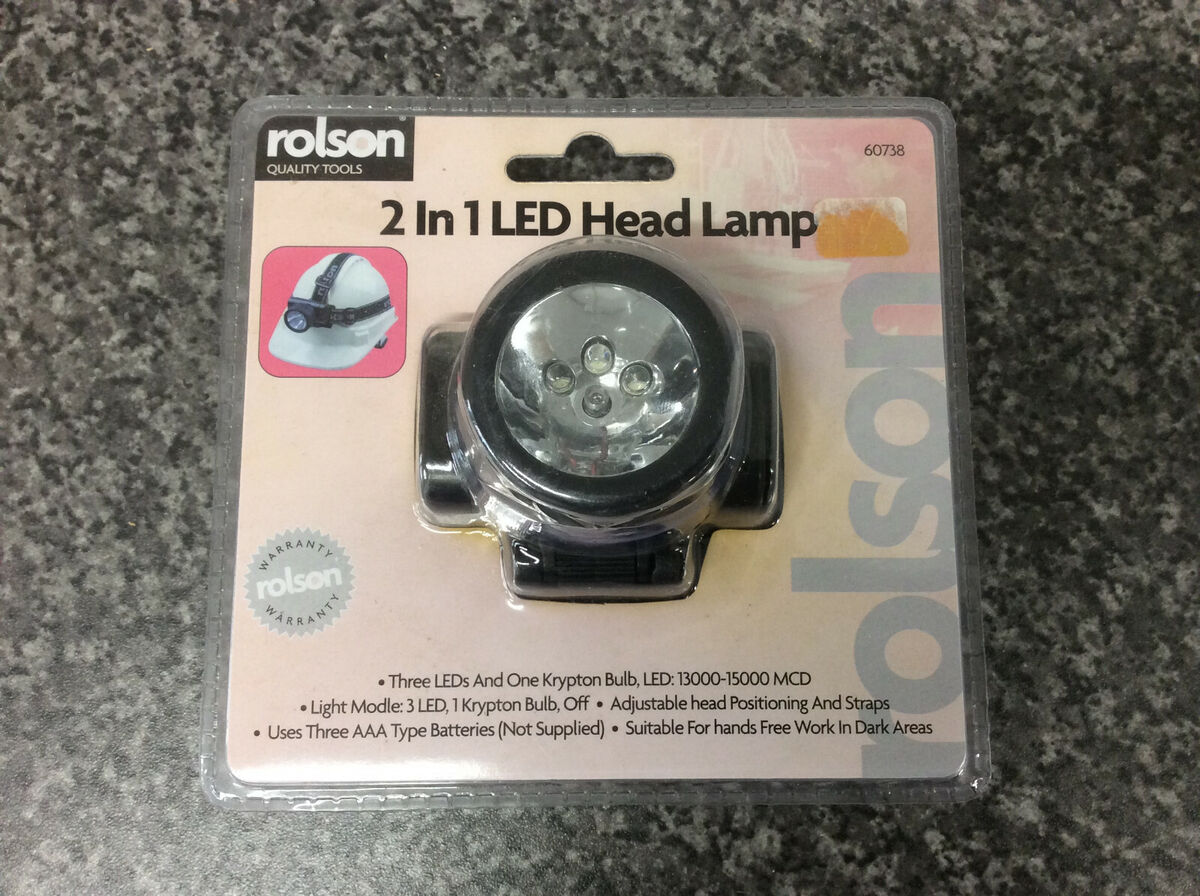 rolson®
QUALITY TOOLS
60738
2 In 1 LED Head Lamp
rolson
rolson
WARRANTY
rolson
WARRANTY
• Three LEDs And One Krypton Bulb, LED: 13000-15000 MCD
• Light Modle: 3 LED, 1 Krypton Bulb, Off • Adjustable head Positioning And Straps
• Uses Three AAA Type Batteries (Not Supplied) • Suitable For hands Free Work In Dark Areas